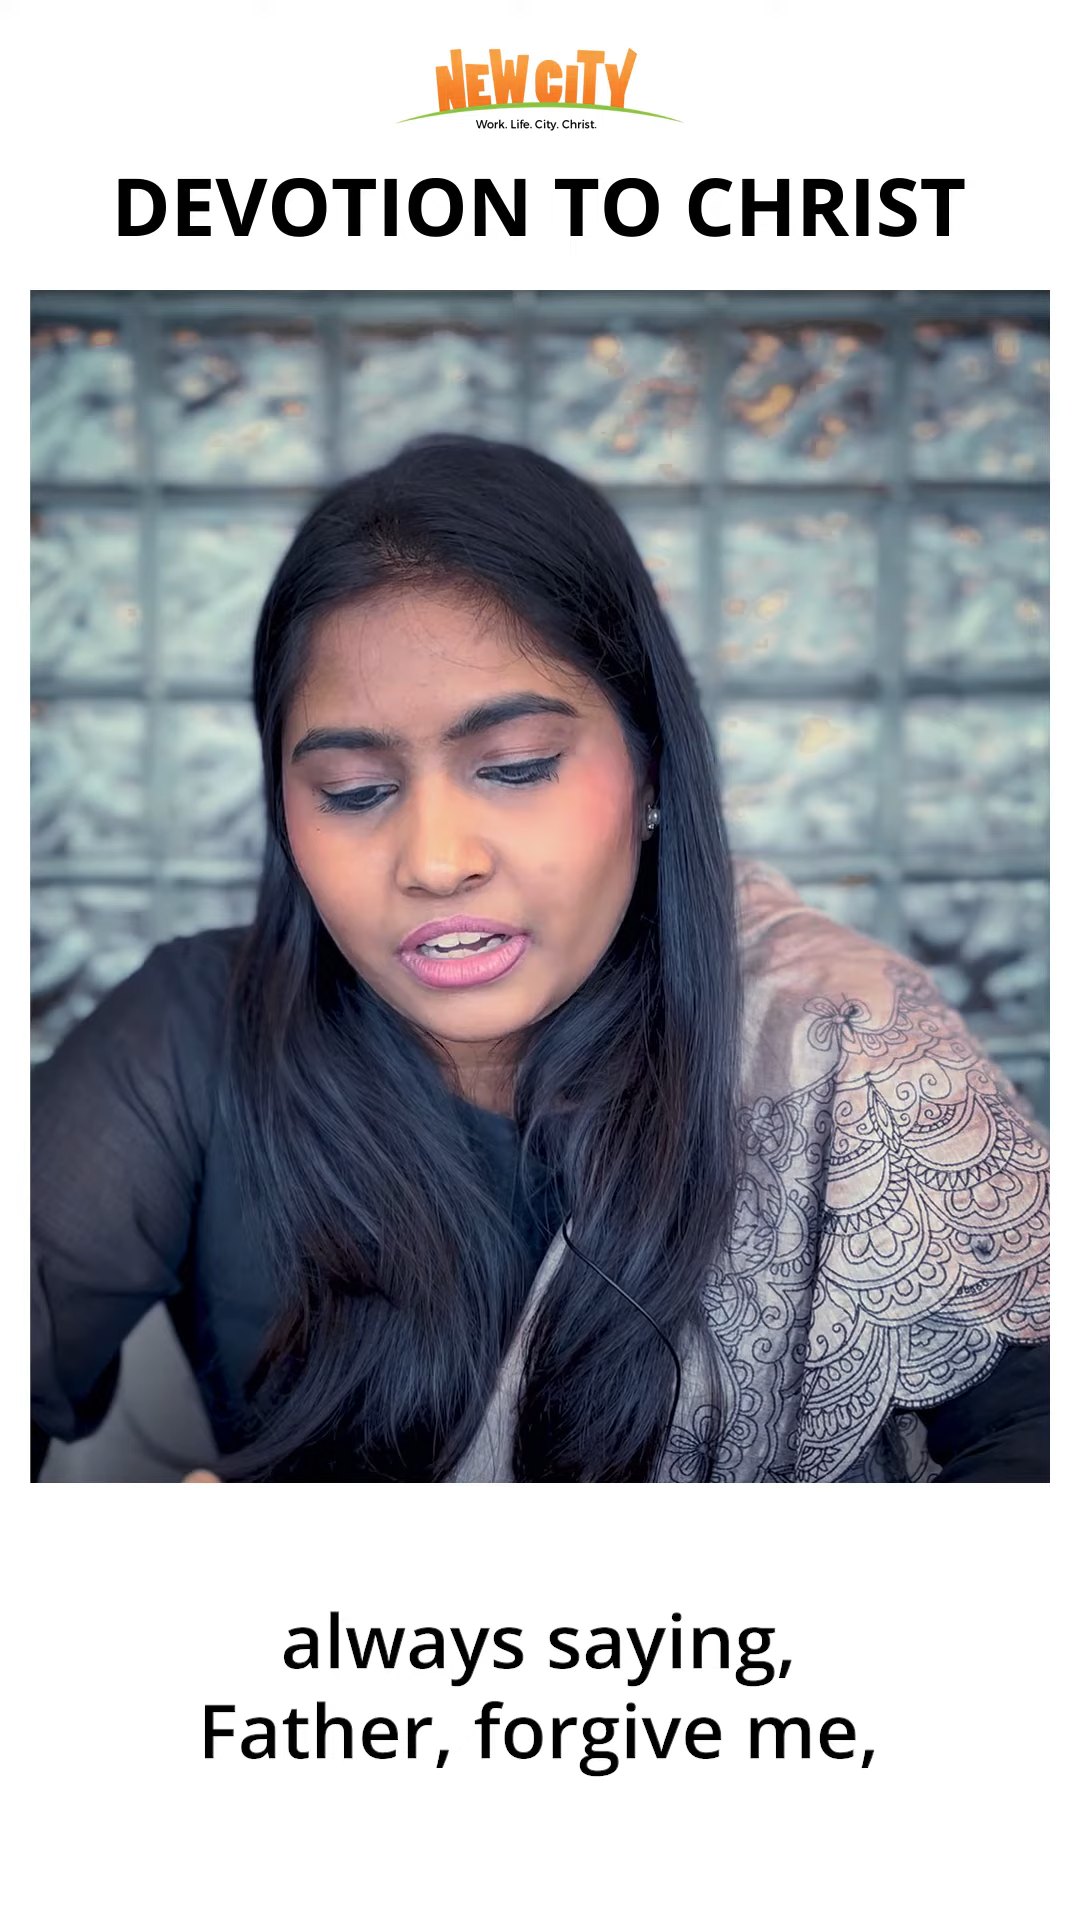 NEW CITY
Work. Life. City. Christ.
DEVOTION TO CHRIST
always saying,
Father, forgive me,